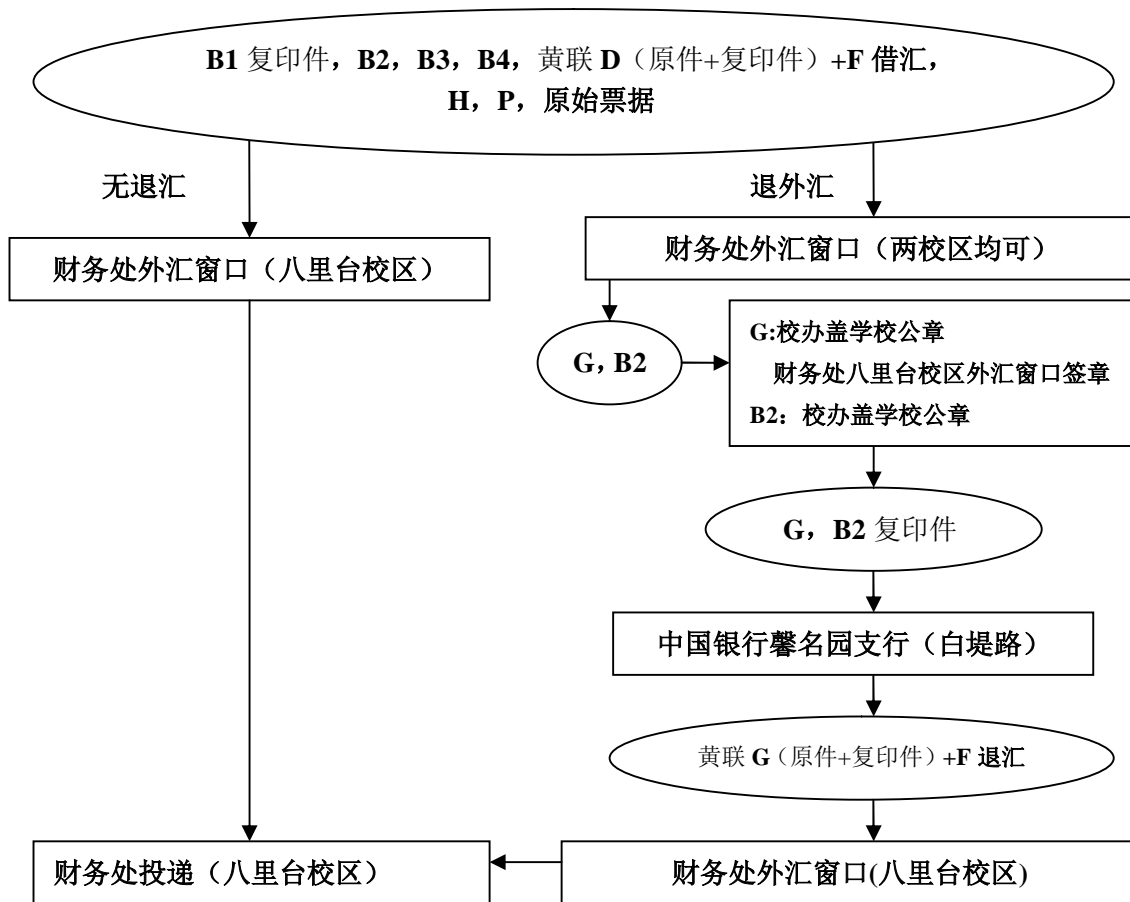 B1 复印件，B2，B3，B4，黄联 D（原件+复印件）+F 借汇，
H，P，原始票据
无退汇
退外汇
财务处外汇窗口（八里台校区）
财务处外汇窗口（两校区均可）
G，B2
G:校办盖学校公章
财务处八里台校区外汇窗口签章
B2：校办盖学校公章
G，B2 复印件
中国银行馨名园支行（白堤路）
黄联 G（原件+复印件）+F 退汇
财务处投递（八里台校区）
财务处外汇窗口(八里台校区)